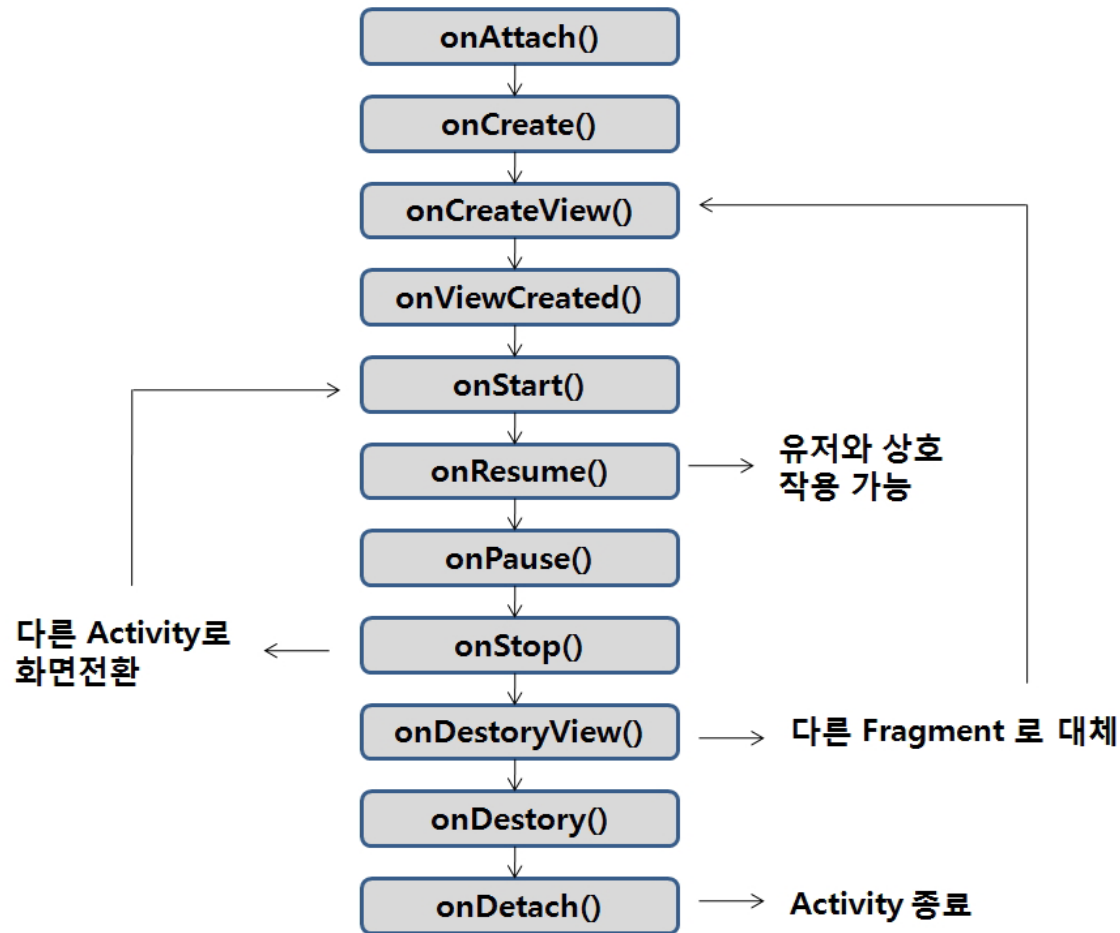 onAttach()
onCreate()
onCreateView()
onViewCreated()
onStart()
onResume()
유저와 상호
작용 가능
onPause()
onStop()
다른 Activity로
화면전환
onDestoryView()
다른 Fragment 로 대체
onDestory()
onDetach()
Activity 종료